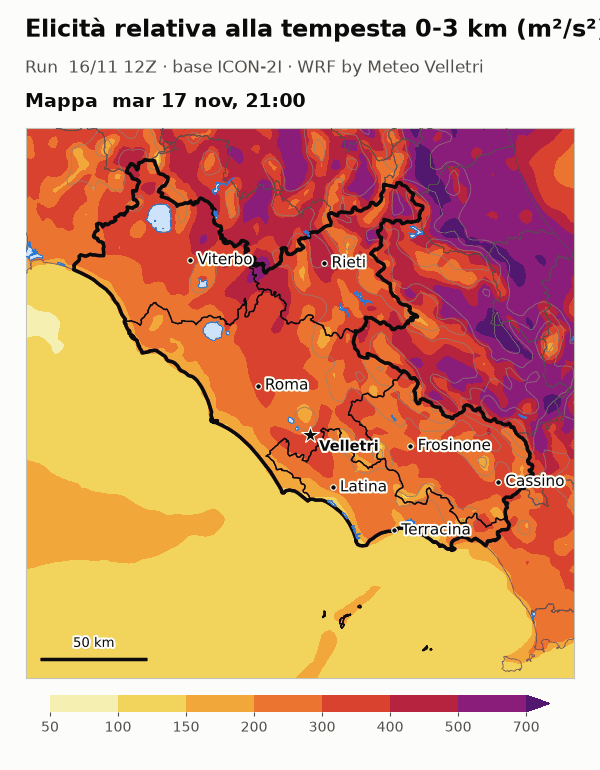 Elicità relativa alla tempesta 0-3 km (m²/s²)
Run 16/11 12Z · base ICON-2I · WRF by Meteo Velletri
Mappa mar 17 nov, 21:00
Viterbo
Rieti
Roma
Velletri
Frosinone
Latina
Cassino
Terracina
50 km
50 100 150 200 300 400 500 700